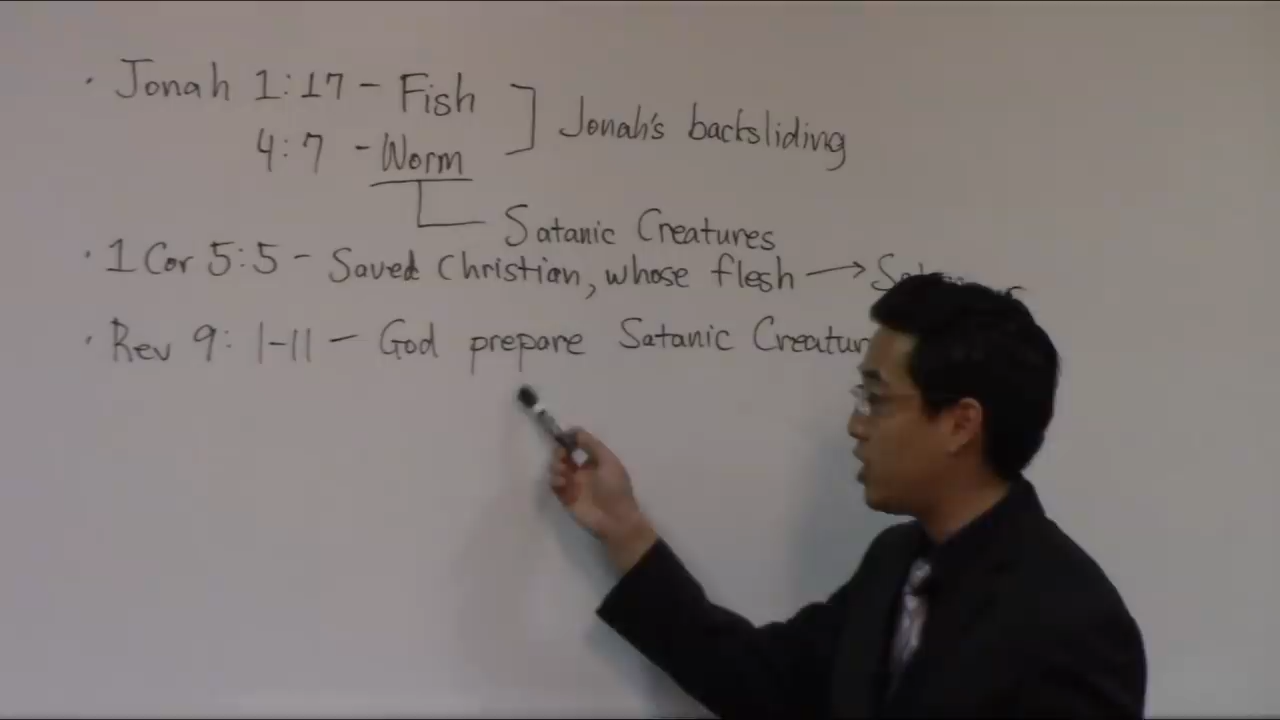 · Jonah 1:17 - Fish ] Jonah's backsliding
4:7 - Worm
Satanic Creatures
· 1 Cor 5:5 - Saved Christian, whose flesh →
· Rev 9:1-11 - God prepare Satanic